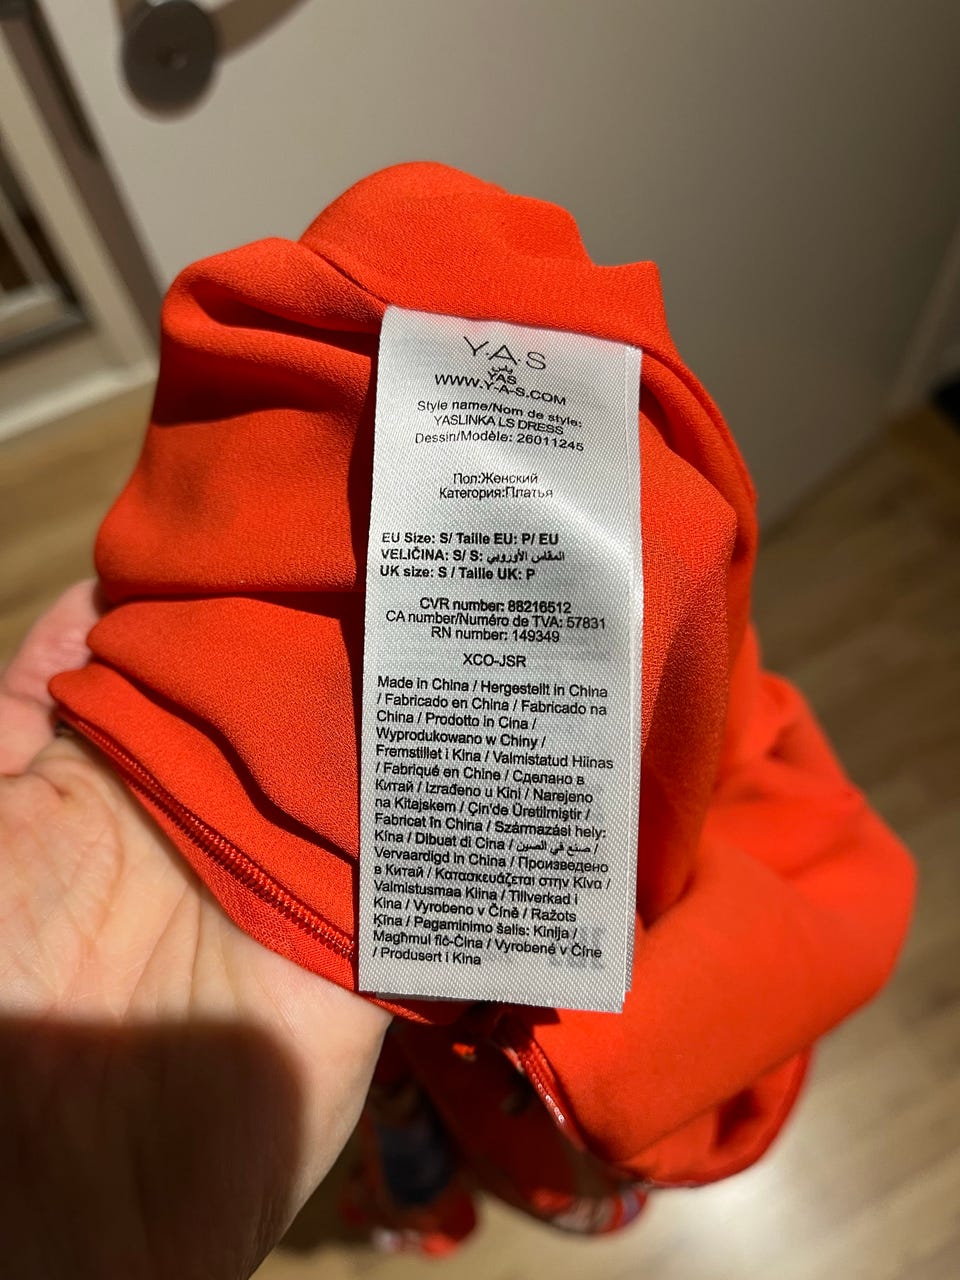 Y.A.S
ياس
YAS
WWW.Y-A-S.COM
Style name/Nom de style:
YASLINKA LS DRESS
Dessin/Modèle: 26011245
Пол:Женский
Категория:Платья
EU Size: S/ Taille EU: P/ EU
VELIČINA: S/ S: المقاس الأوروبي
UK size: S / Taille UK: P
CVR number: 88216512
CA number/Numéro de TVA: 57831
RN number: 149349
XCO-JSR
Made in China / Hergestellt in China
/ Fabricado en China / Fabricado na
China / Prodotto in Cina /
Wyprodukowano w Chiny /
Fremstillet i Kina / Valmistatud Hiinas
/ Fabriqué en Chine / Сделано в
Китай / Izrađeno u Kini / Narejeno
na Kitajskem / Çin'de Üretilmiştir /
Fabricat în China / Származási hely:
Kína / Dibuat di Cina / صنع في الصين /
Vervaardigd in China / Произведено
в Китай / Κατασκευάζεται στην Κίνα /
Valmistusmaa Kiina / Tillverkad i
Kina / Vyrobeno v Číně / Ražots
Ķīna / Pagaminimo šalis: Kinija /
Magħmul fiċ-Ċina / Vyrobené v Číne
/ Produsert i Kina